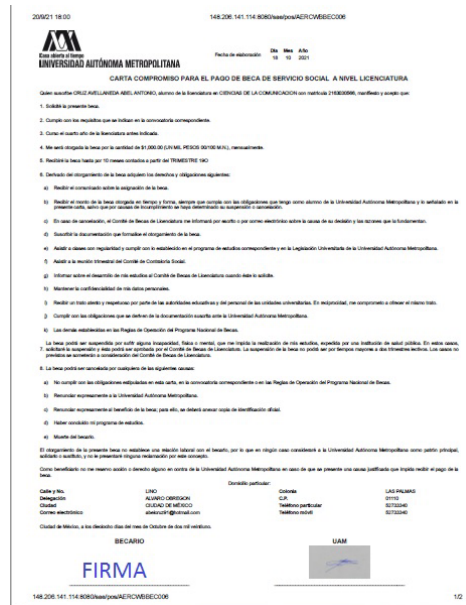 20/9/21 18:00 148.206.141.114:8080/sae/pos/AERCWBBEC006
Casa abierta al tiempo
UNIVERSIDAD AUTÓNOMA METROPOLITANA
Fecha de elaboración Día Mes Año
18 10 2021
CARTA COMPROMISO PARA EL PAGO DE BECA DE SERVICIO SOCIAL A NIVEL LICENCIATURA
Quien suscribe CRUZ AVELLANEDA ABEL ANTONIO, alumno de la licenciatura en CIENCIAS DE LA COMUNICACION con matrícula manifiesto y acepto que:
1. Solicité la presente beca.
2. Cumplo con los requisitos que se indican en la convocatoria correspondiente.
3. Curso el cuarto año de la licenciatura antes indicada.
4. Me será otorgada la beca por la cantidad de $1,000.00 (UN MIL PESOS 00/100 M.N.), mensualmente.
5. Recibiré la beca hasta por 10 meses contados a partir del TRIMESTRE 19O
6. Derivado del otorgamiento de la beca adquiero los derechos y obligaciones siguientes:
a) Recibir el comunicado sobre la asignación de la beca.
b) Recibir el monto de la beca otorgada en tiempo y forma, siempre que cumpla con las obligaciones que tengo como alumno de la Universidad Autónoma Metropolitana y lo señalado en la
presente carta, salvo que por causas de incumplimiento se haya determinado su suspensión o cancelación.
c) En caso de cancelación, el Comité de Becas de Licenciatura me informará por escrito o por correo electrónico sobre la causa de su decisión y las razones que la fundamentan.
d) Suscribir la documentación que formalice el otorgamiento de la beca.
e) Asistir a clases con regularidad y cumplir con lo establecido en el programa de estudios correspondiente y en la Legislación Universitaria de la Universidad Autónoma Metropolitana.
f) Asistir a la reunión trimestral del Comité de Contraloría Social.
g) Informar sobre el desarrollo de mis estudios al Comité de Becas de Licenciatura cuando éste lo solicite.
h) Mantener la confidencialidad de mis datos personales.
i) Recibir un trato atento y respetuoso por parte de las autoridades educativas y del personal de las unidades universitarias. En reciprocidad, me comprometo a ofrecer el mismo trato.
j) Cumplir con las obligaciones que se deriven de la documentación suscrita ante la Universidad Autónoma Metropolitana.
k) Las demás establecidas en las Reglas de Operación del Programa Nacional de Becas.
La beca podrá ser suspendida por sufrir alguna incapacidad, física o mental, que me impida la realización de mis estudios, expedida por una institución de salud pública. En estos casos,
7. solicitaré la suspensión y ésta podrá ser aprobada por el Comité de Becas de Licenciatura. La suspensión de la beca no podrá ser por tiempos mayores a dos trimestres lectivos. Los casos no
previstos se someterán a consideración del Comité de Becas de Licenciatura.
8. La beca podrá ser cancelada por cualquiera de las siguientes causas:
a) No cumplir con las obligaciones estipuladas en esta carta, en la convocatoria correspondiente o en las Reglas de Operación del Programa Nacional de Becas.
b) Renunciar expresamente a la Universidad Autónoma Metropolitana.
c) Renunciar expresamente al beneficio de la beca; para ello, se deberá anexar copia de identificación oficial.
d) Haber concluido mi programa de estudios.
e) Muerte del becario.
El otorgamiento de la presente beca no establece una relación laboral con el becario, por lo que en ningún caso consideraré a la Universidad Autónoma Metropolitana como patrón principal,
solidario o sustituto, y no le presentaré ninguna reclamación por este concepto.
Como beneficiario no me reservo acción o derecho alguno en contra de la Universidad Autónoma Metropolitana en caso de que se presente una causa justificada que impida recibir el pago de la
beca.
Domicilio particular:
Calle y No. LINO Colonia LAS PALMAS
Delegación ALVARO OBREGON C.P. 01110
Ciudad CIUDAD DE MÉXICO Teléfono particular
Correo electrónico Teléfono móvil
Ciudad de México, a los dieciocho días del mes de Octubre de dos mil veintiuno.
BECARIO UAM
FIRMA
148.206.141.114:8080/sae/pos/AERCWBBEC006 1/2